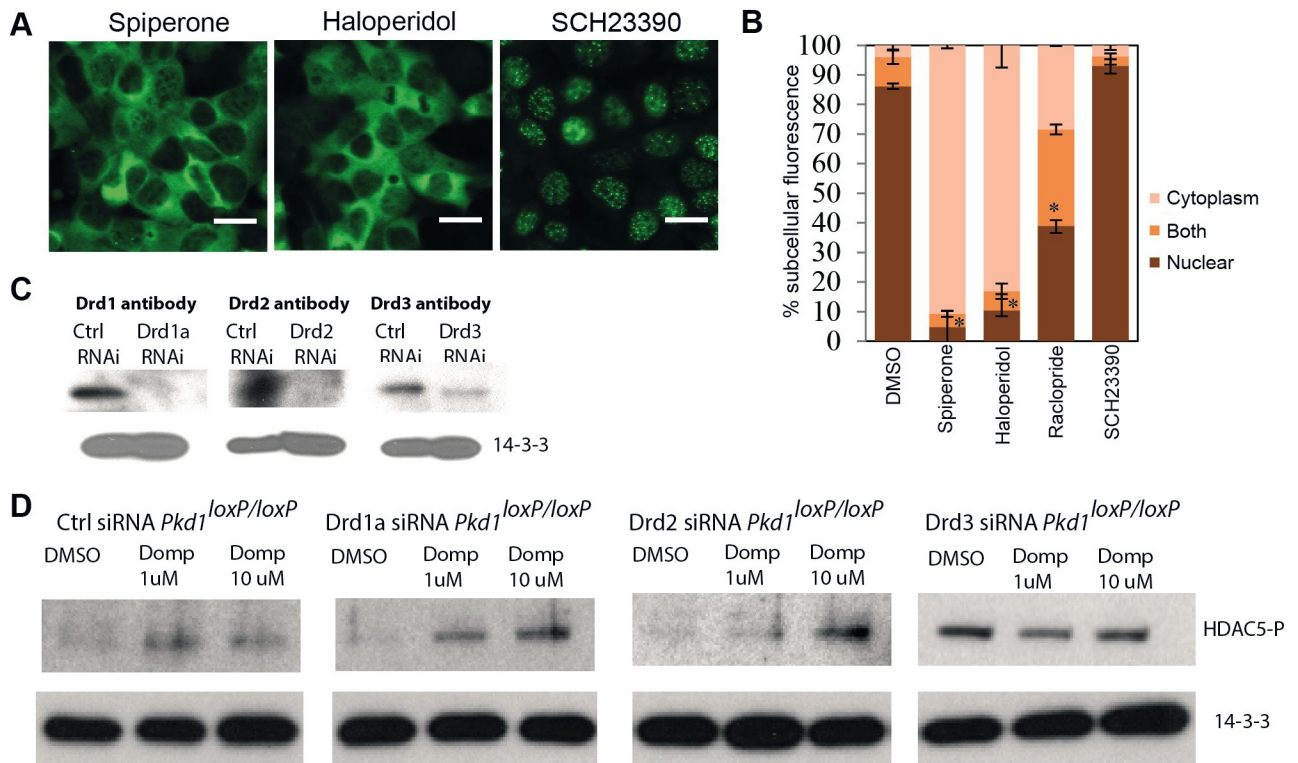 A
Spiperone Haloperidol SCH23390
B
100
90
80
70
60
50
40
30
20
10
0
% subcellular fluorescence
DMSO
Spiperone
Haloperidol
Raclopride
SCH23390
*
*
*
Cytoplasm
Both
Nuclear
C
Drd1 antibody Drd2 antibody Drd3 antibody
Ctrl Drd1a Ctrl Drd2 Ctrl Drd3
RNAi RNAi RNAi RNAi RNAi RNAi
14-3-3
D
Ctrl siRNA Pkd1loxP/loxP Drd1a siRNA Pkd1loxP/loxP Drd2 siRNA Pkd1loxP/loxP Drd3 siRNA Pkd1loxP/loxP
DMSO Domp Domp DMSO Domp Domp DMSO Domp Domp DMSO Domp Domp
1uM 10 uM 1uM 10 uM 1uM 10 uM 1uM 10 uM
HDAC5-P
14-3-3